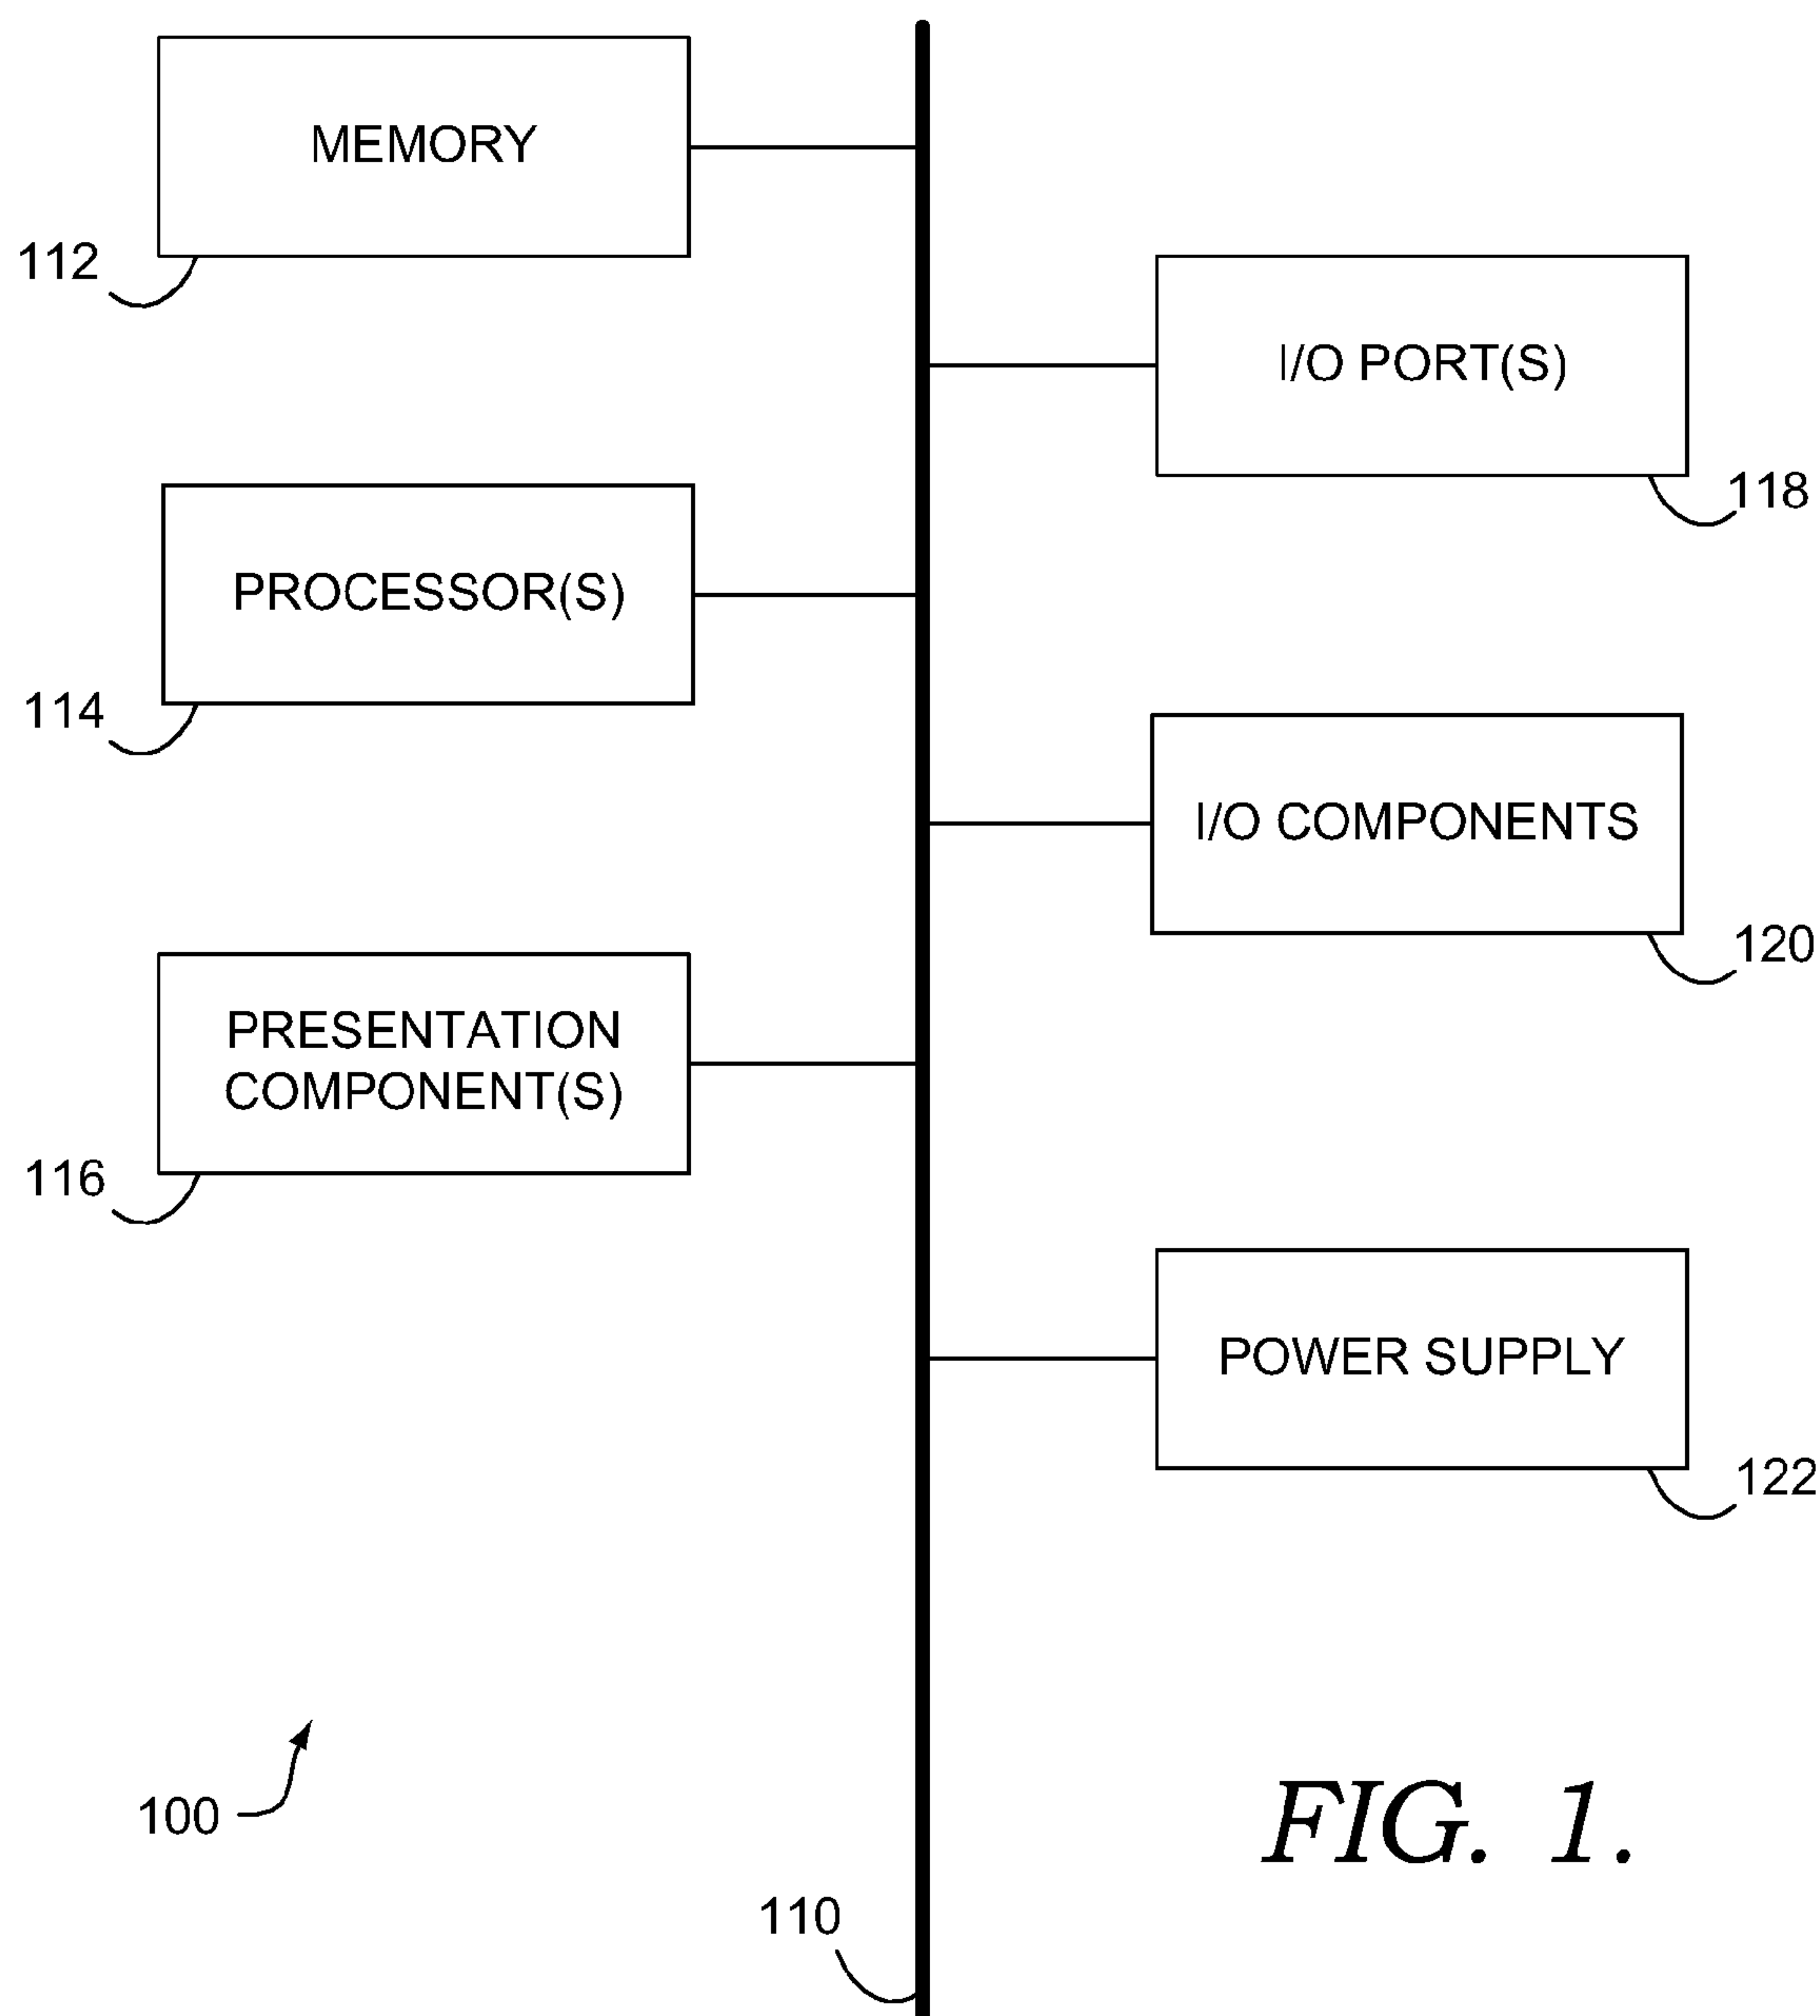 MEMORY
112
I/O PORT(S)
118
PROCESSOR(S)
114
I/O COMPONENTS
120
PRESENTATION
COMPONENT(S)
116
POWER SUPPLY
122
100
FIG. 1.
110